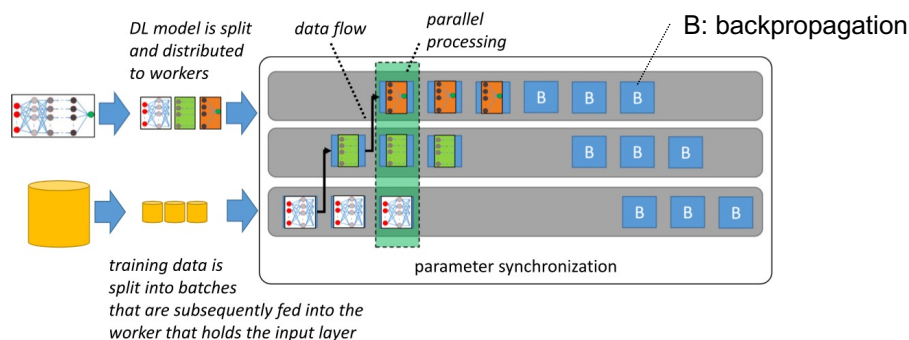 DL model is split
and distributed
to workers
data flow
parallel
processing
B: backpropagation
B B B
B B B
B B B
parameter synchronization
training data is
split into batches
that are subsequently fed into the
worker that holds the input layer